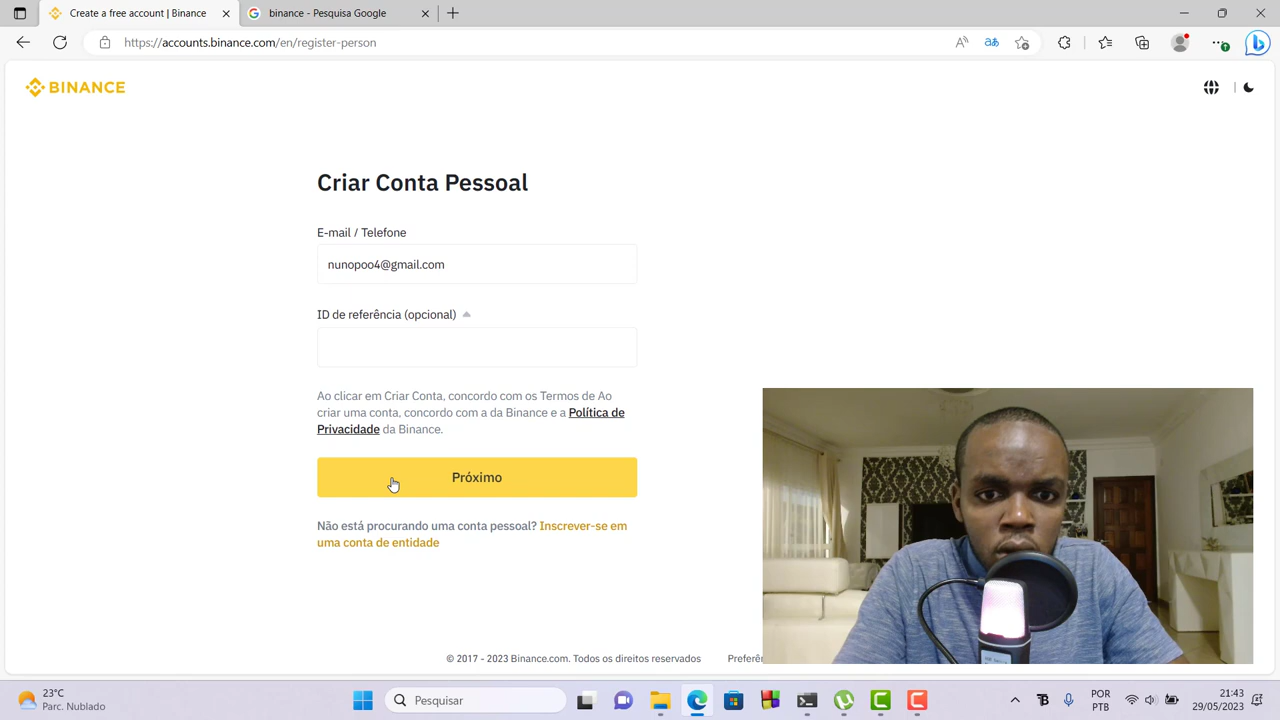 Create a free account | Binance
binance - Pesquisa Google
https://accounts.binance.com/en/register-person
BINANCE
Criar Conta Pessoal
E-mail / Telefone
nunopoo4@gmail.com
ID de referência (opcional)
Ao clicar em Criar Conta, concordo com os Termos de Ao
criar uma conta, concordo com a da Binance e a Política de
Privacidade da Binance.
Próximo
Não está procurando uma conta pessoal? Inscrever-se em
uma conta de entidade
© 2017 - 2023 Binance.com. Todos os direitos reservados
23°C
Parc. Nublado
Pesquisar
POR
PTB
21:43
29/05/2023